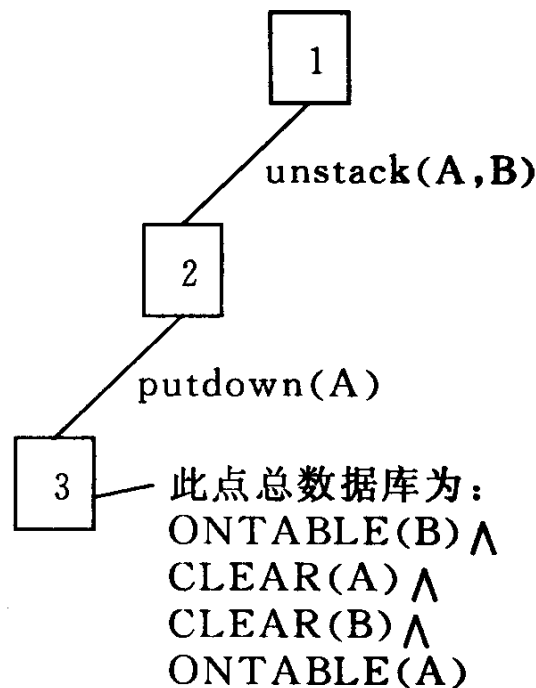 1
unstack(A,B)
2
putdown(A)
3
此点总数据库为:
ONTABLE(B)∧
CLEAR(A)∧
CLEAR(B)∧
ONTABLE(A)